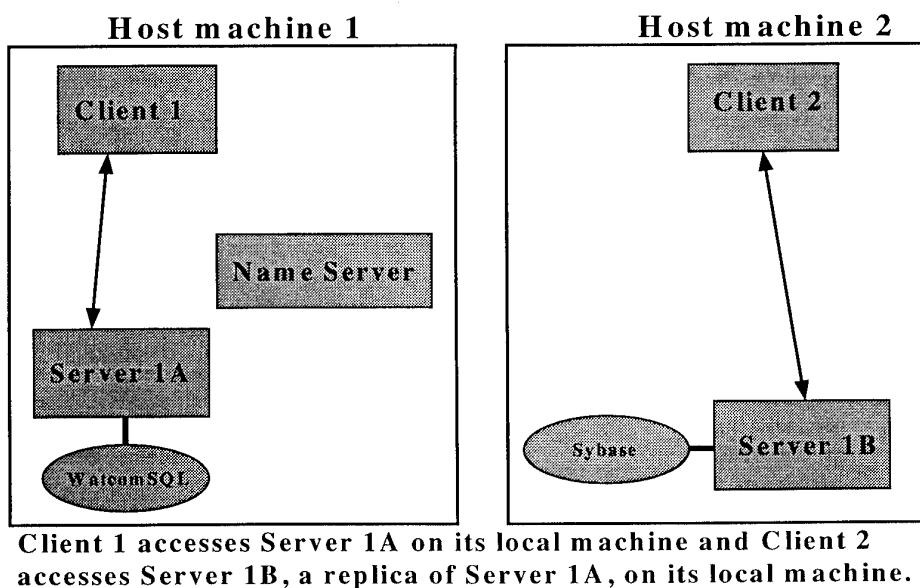 Host machine 1
Host machine 2
Client 1
Client 2
Name Server
Server 1A
WatcomSQL
Sybase
Server 1B
Client 1 accesses Server 1A on its local machine and Client 2
accesses Server 1B, a replica of Server 1A, on its local machine.